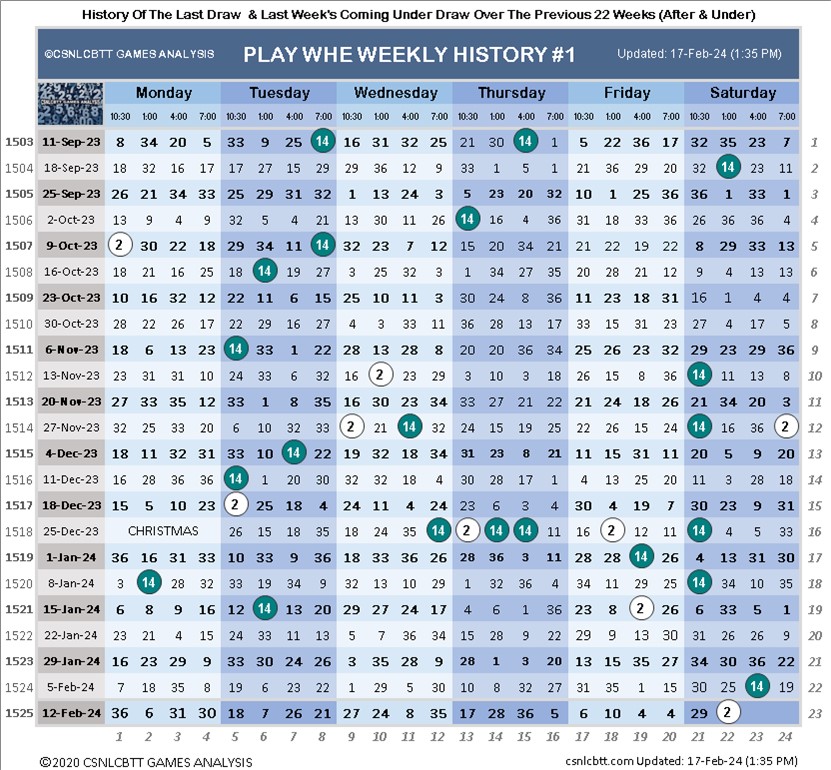 History Of The Last Draw & Last Week's Coming Under Draw Over The Previous 22 Weeks (After & Under)
©CSNLCBTT GAMES ANALYSIS PLAY WHE WEEKLY HISTORY #1 Updated: 17-Feb-24 (1:35 PM)
Monday Tuesday Wednesday Thursday Friday Saturday
10:30 1:00 4:00 7:00 10:30 1:00 4:00 7:00 10:30 1:00 4:00 7:00 10:30 1:00 4:00 7:00 10:30 1:00 4:00 7:00 10:30 1:00 4:00 7:00
1503 11-Sep-23 8 34 20 5 33 9 25 14 16 31 32 25 21 30 14 1 5 22 36 17 32 35 23 7 1
1504 18-Sep-23 18 32 16 17 17 27 15 29 29 36 12 9 33 1 5 1 21 36 29 20 32 14 23 11 2
1505 25-Sep-23 26 21 34 33 25 29 31 32 1 13 24 3 5 23 20 32 10 1 25 36 36 1 33 1 3
1506 2-Oct-23 13 9 4 9 32 5 4 21 13 30 11 26 14 16 4 36 31 18 33 36 26 36 36 4 4
1507 9-Oct-23 2 30 22 18 29 34 11 14 32 23 7 12 15 20 34 21 21 22 19 22 8 29 33 13 5
1508 16-Oct-23 18 21 16 25 18 14 19 27 3 25 32 3 1 34 27 35 20 28 21 12 9 4 13 13 6
1509 23-Oct-23 10 16 32 12 22 11 6 15 25 10 11 3 30 24 8 36 11 23 18 31 16 1 4 4 7
1510 30-Oct-23 28 22 26 17 22 29 16 27 4 3 33 11 36 28 13 17 33 15 31 23 27 4 17 5 8
1511 6-Nov-23 18 6 13 23 14 33 1 22 28 13 28 8 20 20 36 34 25 26 23 32 29 23 29 36 9
1512 13-Nov-23 23 31 31 10 24 33 6 32 16 2 23 29 3 10 3 18 26 15 8 36 14 11 13 8 10
1513 20-Nov-23 27 33 35 12 33 1 8 35 16 30 23 34 33 27 21 22 21 24 18 26 21 34 20 3 11
1514 27-Nov-23 32 25 33 20 6 10 32 33 2 21 14 32 24 15 19 25 22 26 15 24 14 16 36 2 12
1515 4-Dec-23 18 11 32 31 33 10 14 22 19 32 18 34 31 23 8 21 11 15 31 11 20 5 9 20 13
1516 11-Dec-23 16 28 36 36 14 1 20 30 32 32 18 4 30 28 17 1 4 13 25 20 11 3 28 18 14
1517 18-Dec-23 15 5 10 23 2 25 18 4 24 11 4 24 23 6 3 4 30 4 19 7 30 23 9 31 15
1518 25-Dec-23 CHRISTMAS 26 15 18 35 18 24 35 14 2 14 14 11 16 2 12 11 14 4 5 33 16
1519 1-Jan-24 36 16 31 33 10 33 9 36 18 33 36 26 28 36 3 11 28 28 14 26 4 13 31 30 17
1520 8-Jan-24 3 14 28 32 33 19 34 9 32 13 10 29 1 32 36 4 34 11 29 25 14 34 10 35 18
1521 15-Jan-24 6 8 9 16 12 14 13 20 29 27 24 17 4 6 1 36 23 8 2 26 6 33 5 1 19
1522 22-Jan-24 23 21 4 15 24 33 11 13 5 7 36 34 15 28 9 22 29 9 13 30 31 26 26 9 20
1523 29-Jan-24 16 23 29 9 33 30 24 26 3 35 28 9 28 1 3 20 13 15 35 27 34 30 36 22 21
1524 5-Feb-24 7 18 35 8 19 6 23 22 1 29 5 30 10 8 32 27 31 35 1 15 30 25 14 19 22
1525 12-Feb-24 36 6 31 30 18 7 26 21 27 24 8 35 17 28 36 5 6 10 4 4 29 2 23
1 2 3 4 5 6 7 8 9 10 11 12 13 14 15 16 17 18 19 20 21 22 23 24
©2020 CSNLCBTT GAMES ANALYSIS csnlcbtt.com Updated: 17-Feb-24 (1:35 PM)